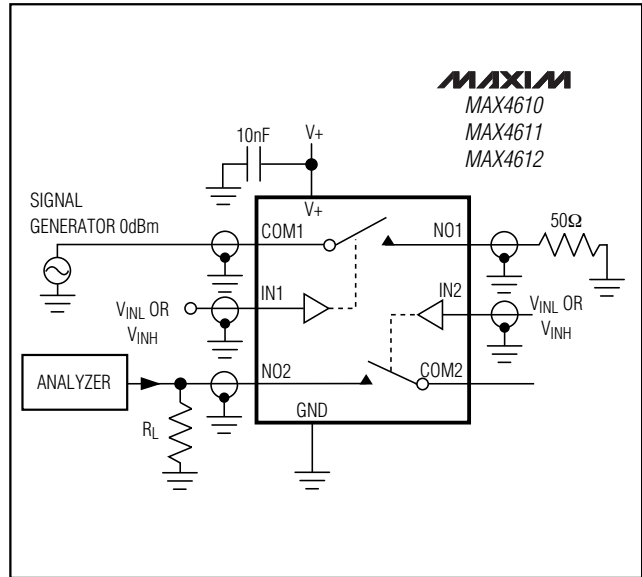 MAXIM
MAX4610
MAX4611
MAX4612
10nF
V+
V+
SIGNAL
GENERATOR 0dBm
COM1
NO1
50Ω
IN1
IN2
VINL OR
VINH
VINL OR
VINH
ANALYZER
NO2
COM2
RL
GND